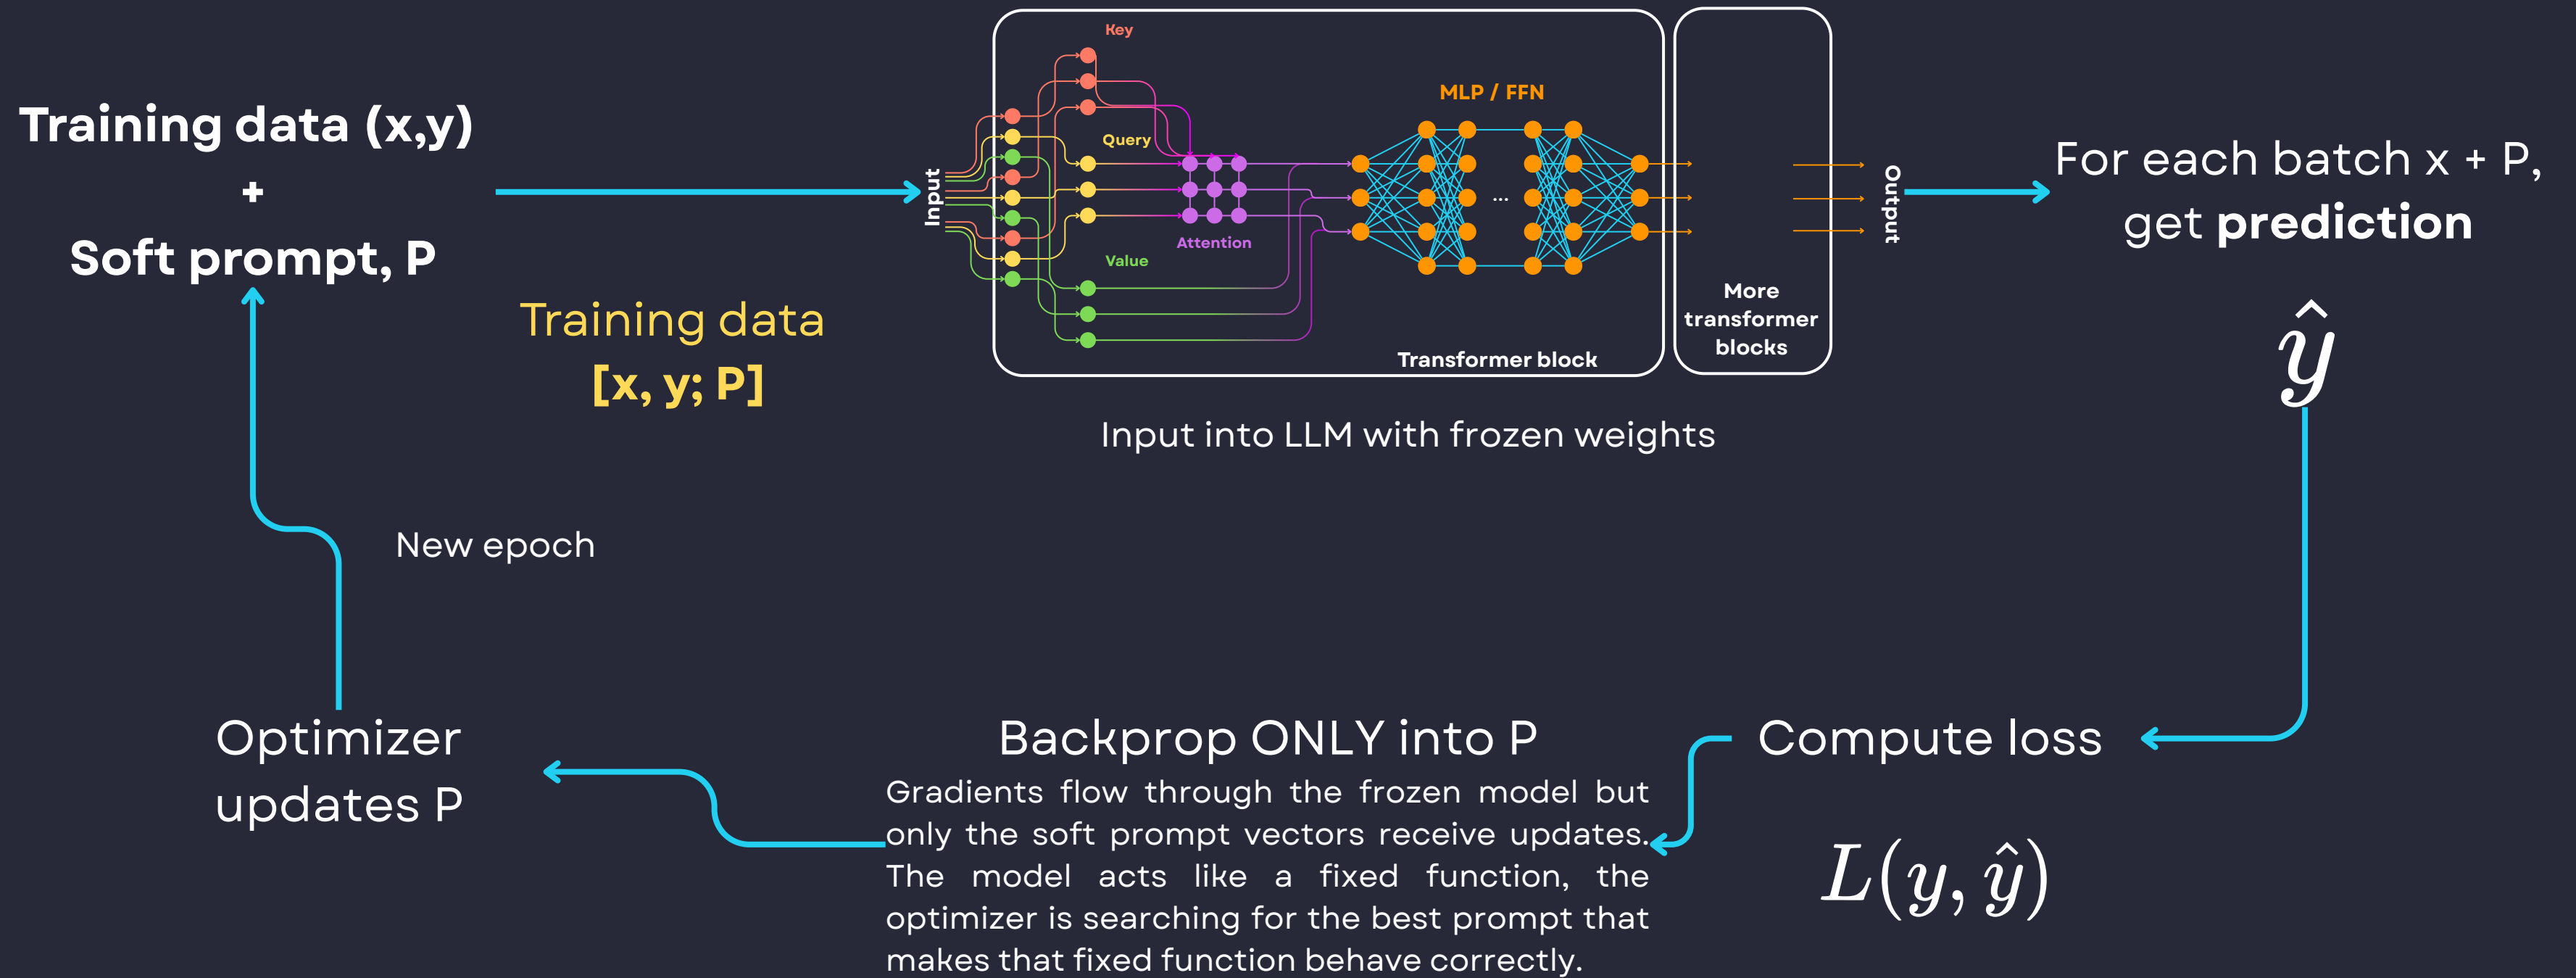 Training data (x,y)
+
Soft prompt, P
Training data
[x, y; P]
Input
Key
Query
Attention
Value
MLP / FFN
...
Transformer block
More
transformer
blocks
Output
Input into LLM with frozen weights
For each batch x + P,
get prediction
ŷ
Compute loss
L(y, ŷ)
Backprop ONLY into P
Gradients flow through the frozen model but
only the soft prompt vectors receive updates.
The model acts like a fixed function, the
optimizer is searching for the best prompt that
makes that fixed function behave correctly.
Optimizer
updates P
New epoch